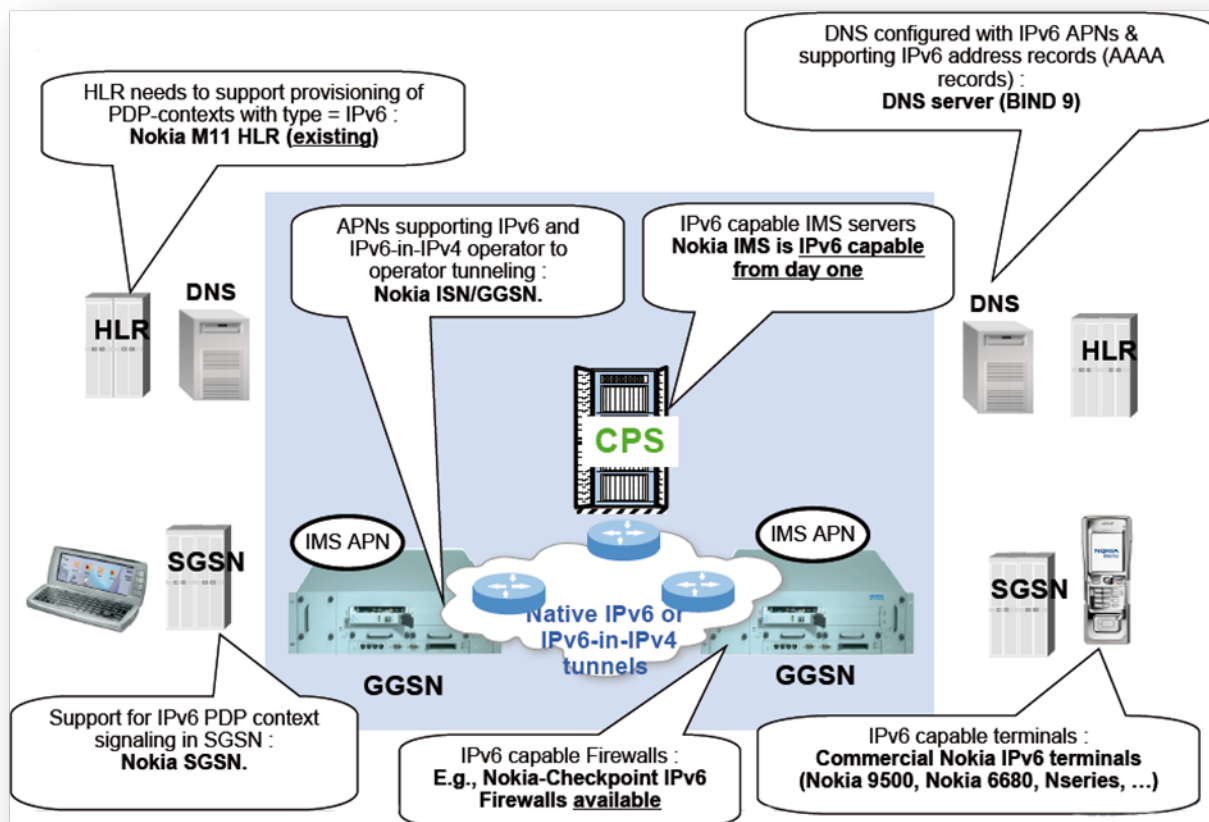 DNS configured with IPv6 APNs &
supporting IPv6 address records (AAAA
records) :
DNS server (BIND 9)
HLR needs to support provisioning of
PDP-contexts with type = IPv6 :
Nokia M11 HLR (existing)
APNs supporting IPv6 and
IPv6-in-IPv4 operator to
operator tunneling :
Nokia ISN/GGSN.
IPv6 capable IMS servers
Nokia IMS is IPv6 capable
from day one
HLR
DNS
DNS
HLR
CPS
IMS APN
IMS APN
SGSN
SGSN
NOKIA
Native IPv6 or
IPv6-in-IPv4
tunnels
GGSN
GGSN
Support for IPv6 PDP context
signaling in SGSN :
Nokia SGSN.
IPv6 capable Firewalls :
E.g., Nokia-Checkpoint IPv6
Firewalls available
IPv6 capable terminals :
Commercial Nokia IPv6 terminals
(Nokia 9500, Nokia 6680, Nseries, …)